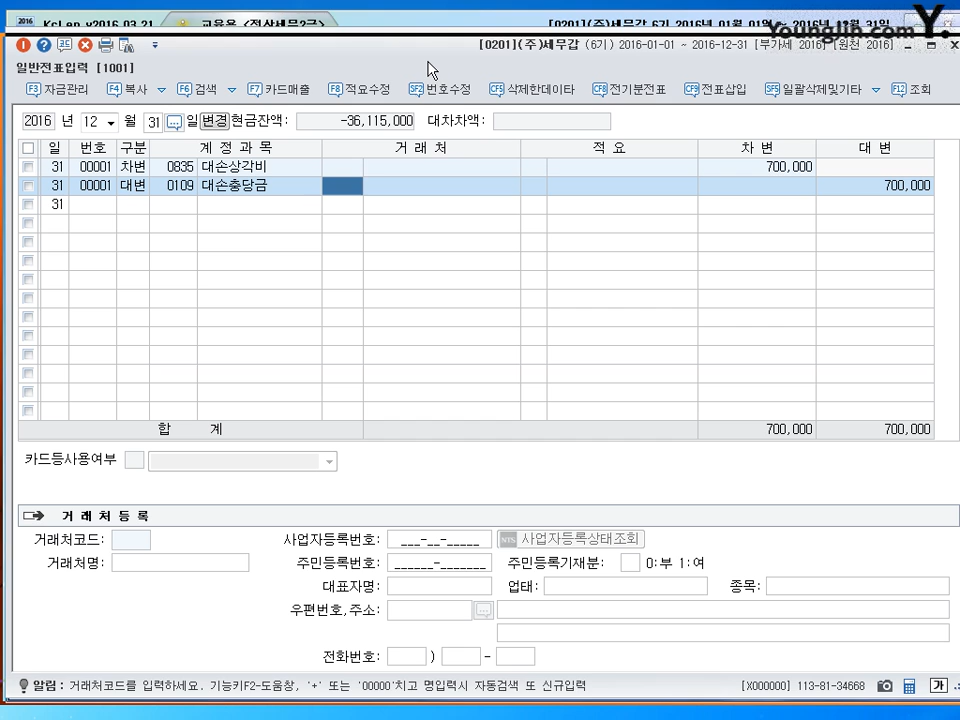 2016 KcLep v2016.03.21 교육용 <전산세무2급> [0201](주)세무갑 6기 2016년01월01일 ~ 2016년12월31일
Younglih.com Y.
[0201](주)세무갑 (6기) 2016-01-01 ~ 2016-12-31 [부가세 2016] [원천 2016]
일반전표입력 [1001]
F3 자금관리 F4 복사 F6 검색 F7 카드매출 F8 적요수정 SF2 번호수정 CF5 삭제한데이타 CF8 전기분전표 CF9 전표삽입 SF5 일괄삭제및기타 F12 조회
2016 년 12 월 31 ... 일 변경 현금잔액: -36,115,000 대차차액:
일 번호 구분 계 정 과 목 거 래 처 적 요 차 변 대 변
31 00001 차변 0835 대손상각비 700,000
31 00001 대변 0109 대손충당금 700,000
31
합 계 700,000 700,000
카드등사용여부
거 래 처 등 록
거래처코드: 사업자등록번호: ___-__-_____ NTS 사업자등록상태조회
거래처명: 주민등록번호: ______-_______ 주민등록기재분: 0:부 1:여
대표자명: 업태: 종목:
우편번호,주소: ...
전화번호: ) -
알림 : 거래처코드를 입력하세요. 기능키F2-도움창, '+' 또는 '00000'치고 명입력시 자동검색 또 신규입력 [X000000] 113-81-34668 가